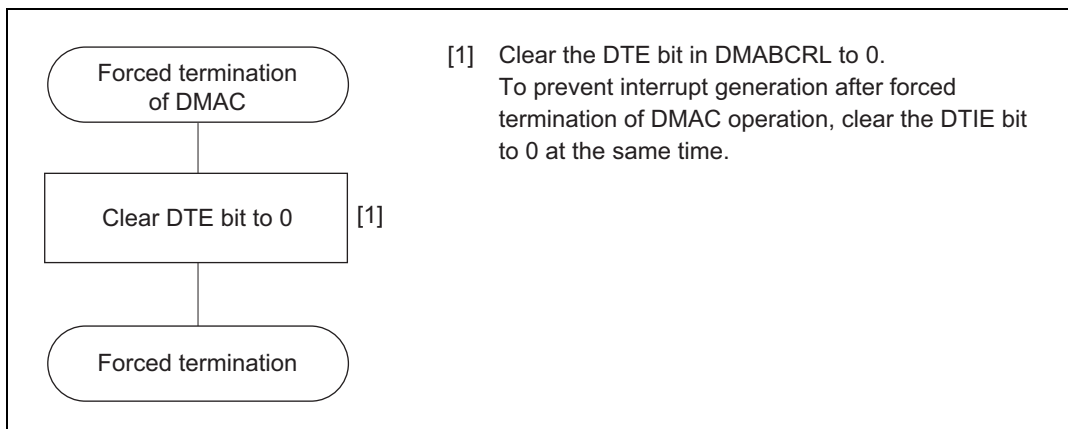 Forced termination
of DMAC
Clear DTE bit to 0
[1]
Forced termination
[1] Clear the DTE bit in DMABCRL to 0.
To prevent interrupt generation after forced
termination of DMAC operation, clear the DTIE bit
to 0 at the same time.